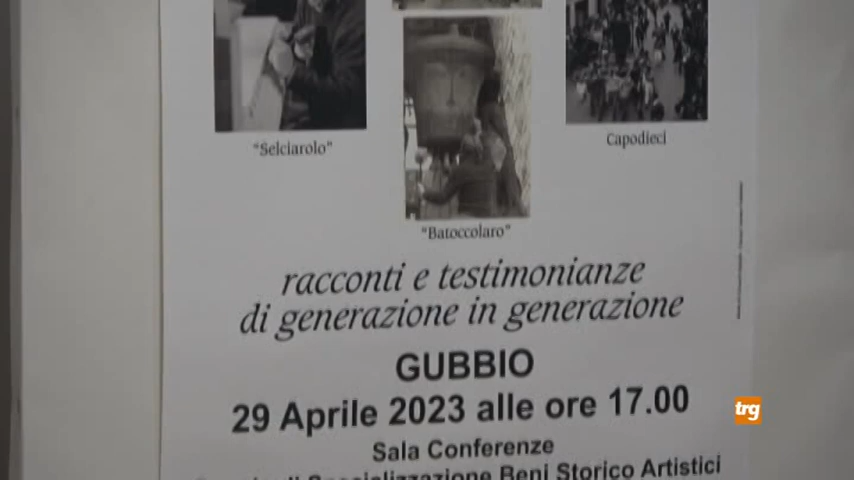 "Selciarolo"
Capodieci
"Batoccolaro"
racconti e testimonianze
di generazione in generazione
GUBBIO
29 Aprile 2023 alle ore 17.00
trg
Sala Conferenze
Specializzazione Beni Storico Artistici